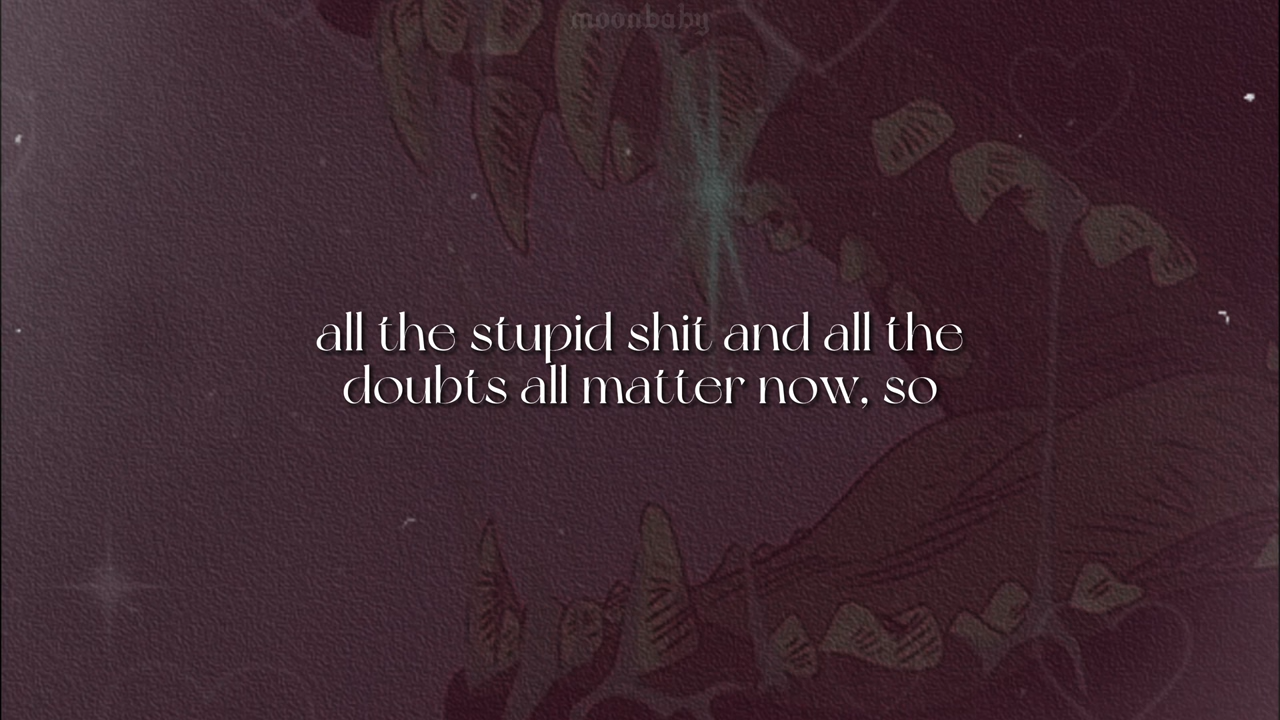 moonbaby
all the stupid shit and all the
doubts all matter now, so